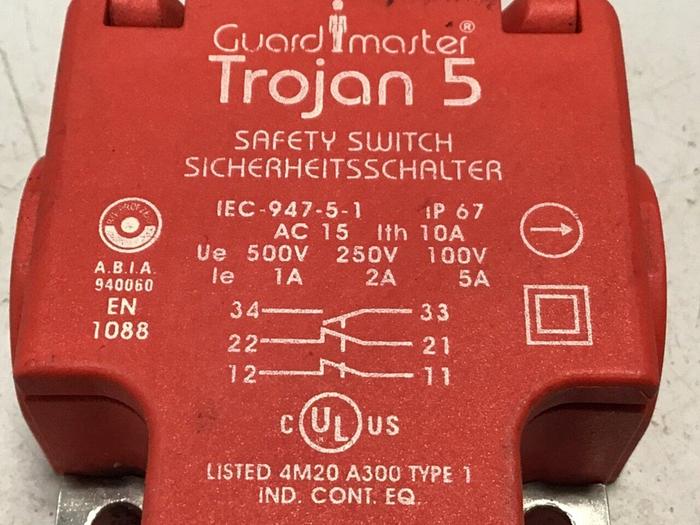 Guardmaster®
Trojan 5
SAFETY SWITCH
SICHERHEITSSCHALTER
IEC-947-5-1 IP 67
AC 15 Ith 10A
Ue 500V 250V 100V
Ie 1A 2A 5A
A.B.I.A.
940060
EN
1088
34 33
22 21
12 11
C UL US
LISTED 4M20 A300 TYPE 1
IND. CONT. EQ.